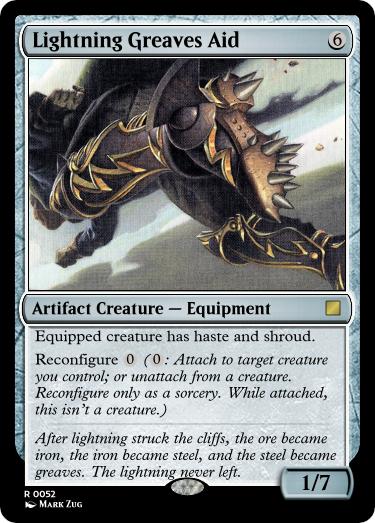 Lightning Greaves Aid 6
Artifact Creature — Equipment
Equipped creature has haste and shroud.
Reconfigure 0 (0: Attach to target creature
you control; or unattach from a creature.
Reconfigure only as a sorcery. While attached,
this isn't a creature.)
After lightning struck the cliffs, the ore became
iron, the iron became steel, and the steel became
greaves. The lightning never left.
1/7
R 0052
Mark Zug